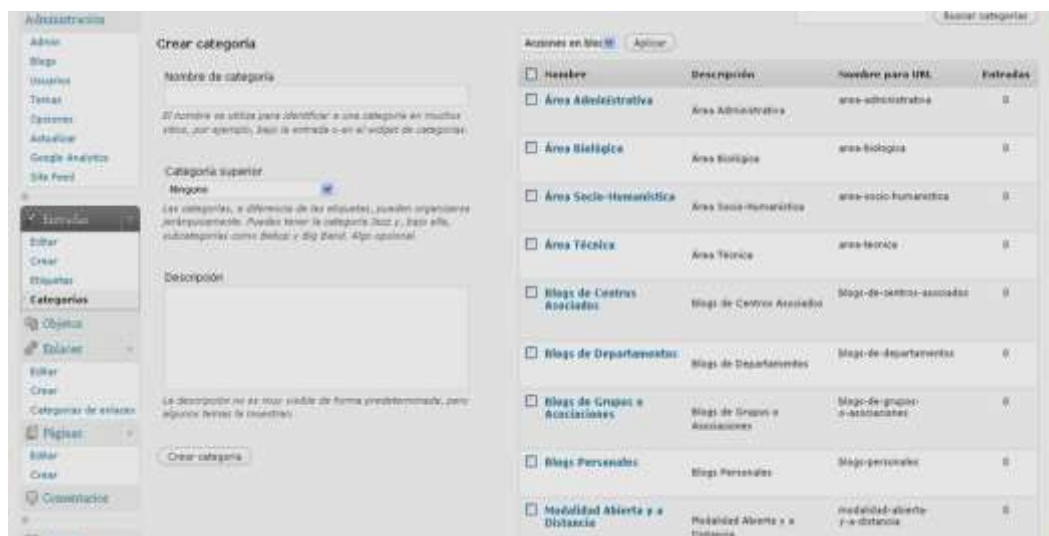 Administración
Admin
Blogs
Usuarios
Temas
Opciones
Actualizar
Google Analytics
Site Feed
Entradas
Editar
Crear
Etiquetas
Categorías
Objetos
Enlaces
Editar
Crear
Categorías de enlaces
Páginas
Editar
Crear
Comentarios
Crear categoría
Nombre de categoría
El nombre se utiliza para identificar a una categoría en muchos
sitios, por ejemplo, bajo la entrada o en el widget de categorías.
Categoría superior
Ninguna
Las categorías, a diferencia de las etiquetas, pueden organizarse
jerárquicamente. Puedes tener la categoría Jazz y, bajo ella,
subcategorías como Bebop y Big Band. Algo opcional.
Descripción
La descripción no es muy visible de forma predeterminada, pero
algunos temas la muestran.
Crear categoría
Buscar categorías
Acciones en bloc Aplicar
Nombre Descripción Nombre para URL Entradas
Área Administrativa Área Administrativa area-administrativa 0
Área Biológica Área Biológica area-biologica 0
Área Socio-Humanística Área Socio-Humanística area-socio-humanistica 0
Área Técnica Área Técnica area-tecnica 0
Blogs de Centros
Asociados Blogs de Centros Asociados blogs-de-centros-asociados 0
Blogs de Departamentos Blogs de Departamentos blogs-de-departamentos 0
Blogs de Grupos o
Asociaciones Blogs de Grupos o
Asociaciones blogs-de-grupos-
o-asociaciones 0
Blogs Personales Blogs Personales blogs-personales 0
Modalidad Abierta y a
Distancia Modalidad Abierta y a
Distancia modalidad-abierta-
y-a-distancia 0